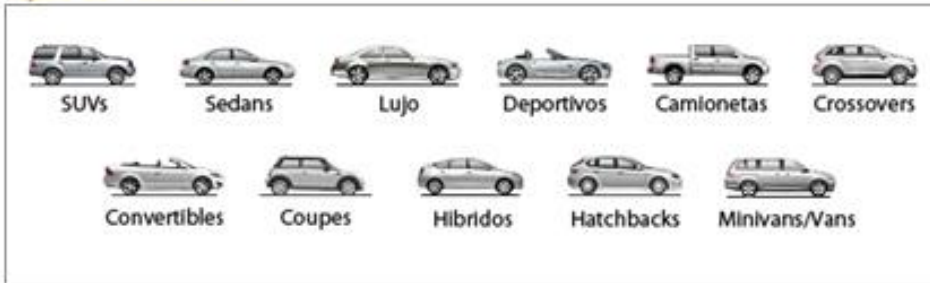 SUVs Sedans Lujo Deportivos Camionetas Crossovers
Convertibles Coupes Hibridos Hatchbacks Minivans/Vans